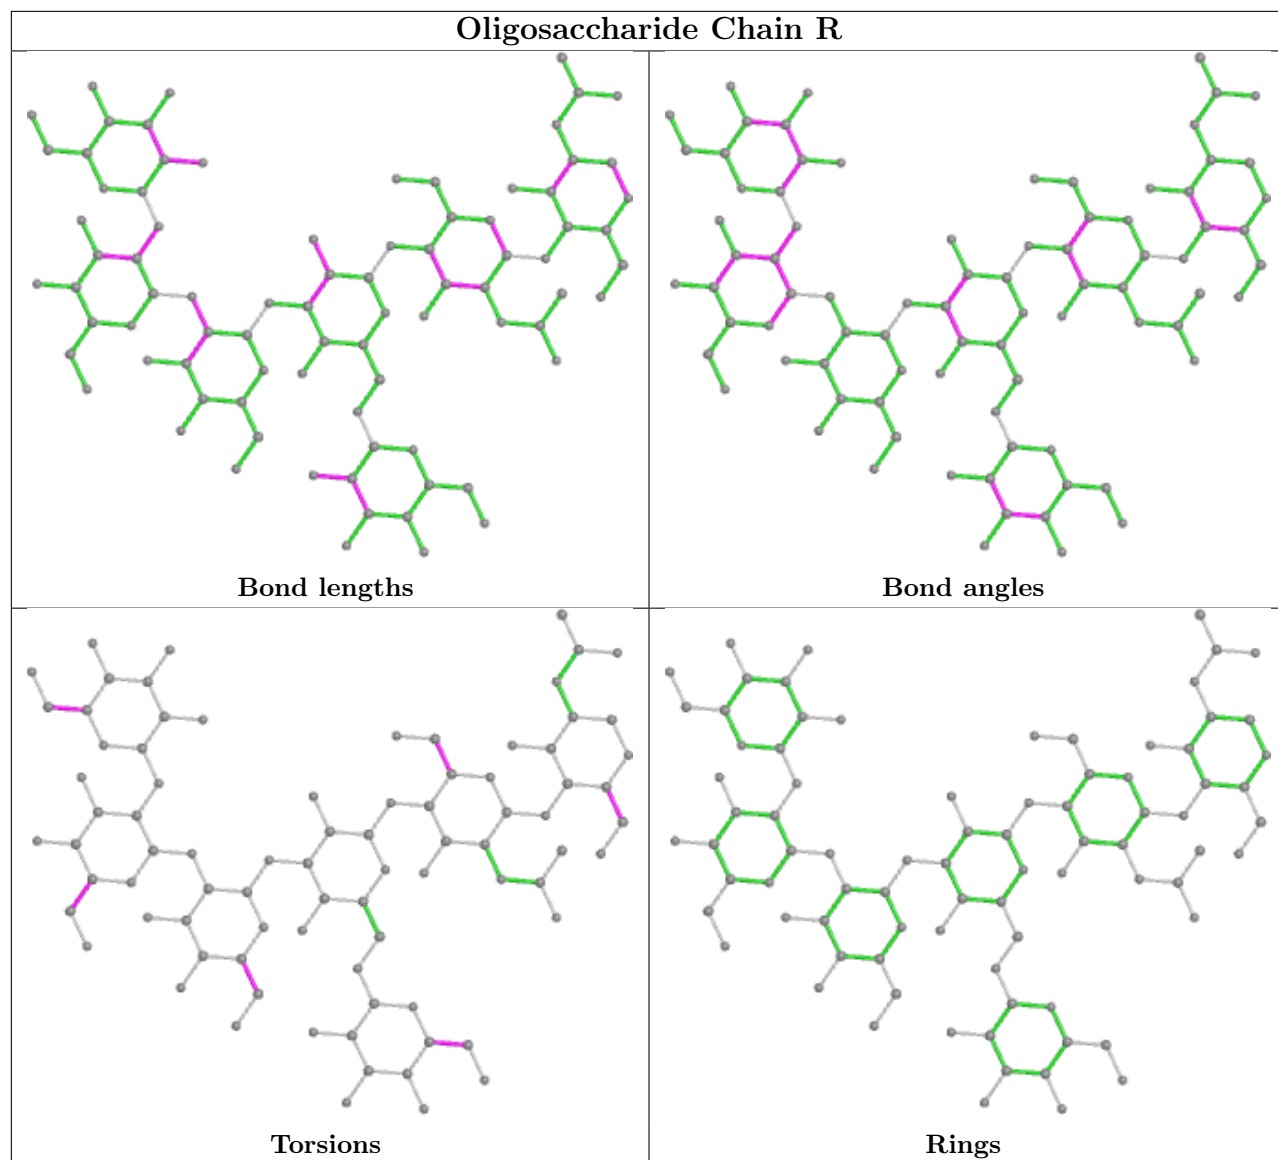 Oligosaccharide Chain R
Bond lengths
Bond angles
Torsions
Rings